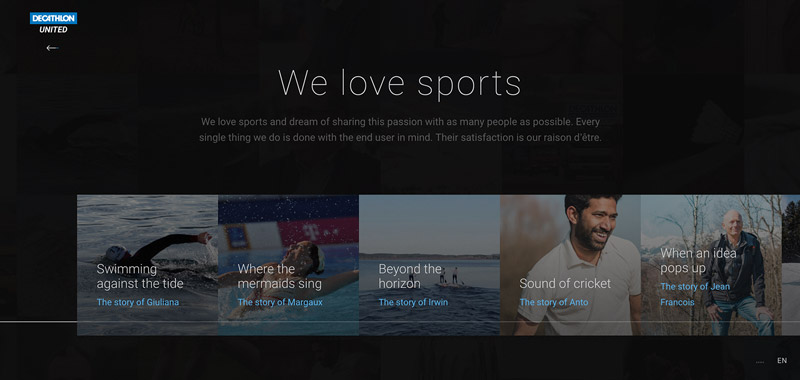 DECATHLON
UNITED
We love sports
We love sports and dream of sharing this passion with as many people as possible. Every
single thing we do is done with the end user in mind. Their satisfaction is our raison d'être.
Swimming
against the tide
The story of Giuliana
Where the
mermaids sing
The story of Margaux
Beyond the
horizon
The story of Irwin
Sound of cricket
The story of Anto
When an idea
pops up
The story of Jean
Francois
EN